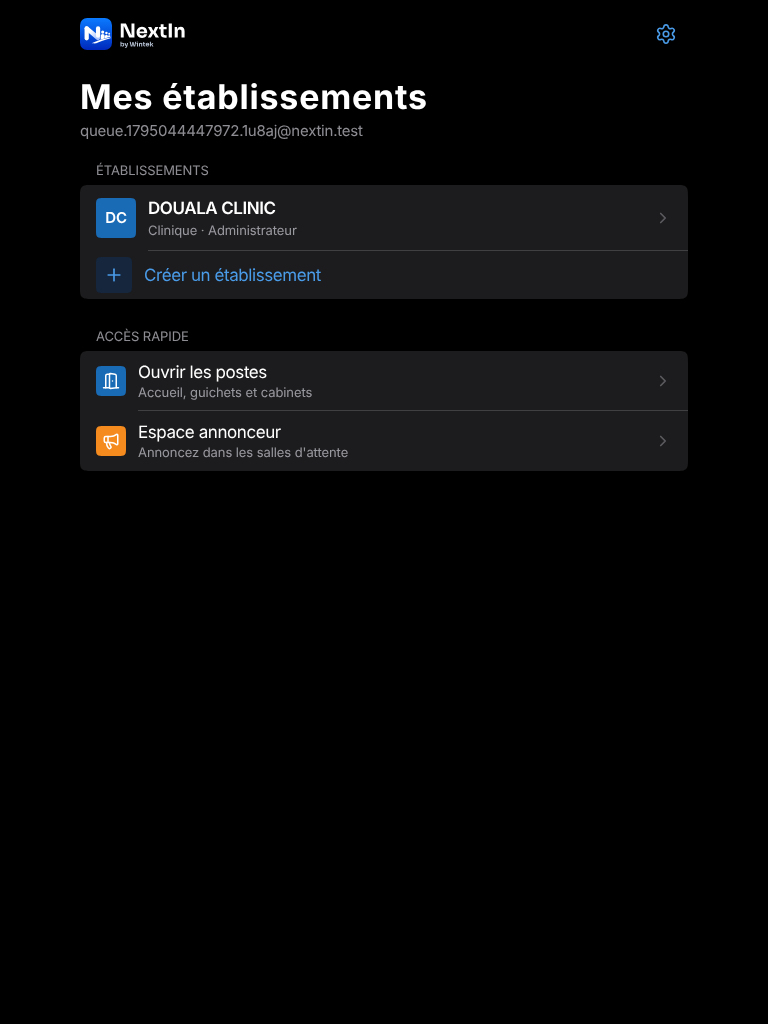 NextIn
by Wintek
Mes établissements
queue.1795044447972.1u8aj@nextin.test
ÉTABLISSEMENTS
DC
DOUALA CLINIC
Clinique · Administrateur
Créer un établissement
ACCÈS RAPIDE
Ouvrir les postes
Accueil, guichets et cabinets
Espace annonceur
Annoncez dans les salles d'attente